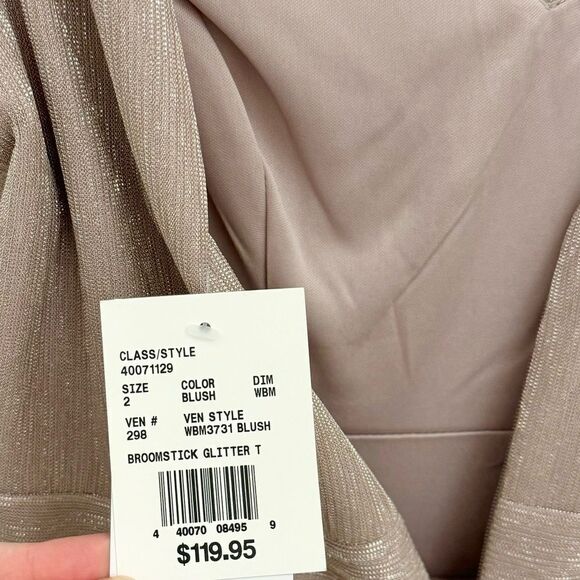 CLASS/STYLE
40071129
SIZE COLOR DIM
2 BLUSH WBM
VEN # VEN STYLE
298 WBM3731 BLUSH
BROOMSTICK GLITTER T
4 40070 08495 9
$119.95